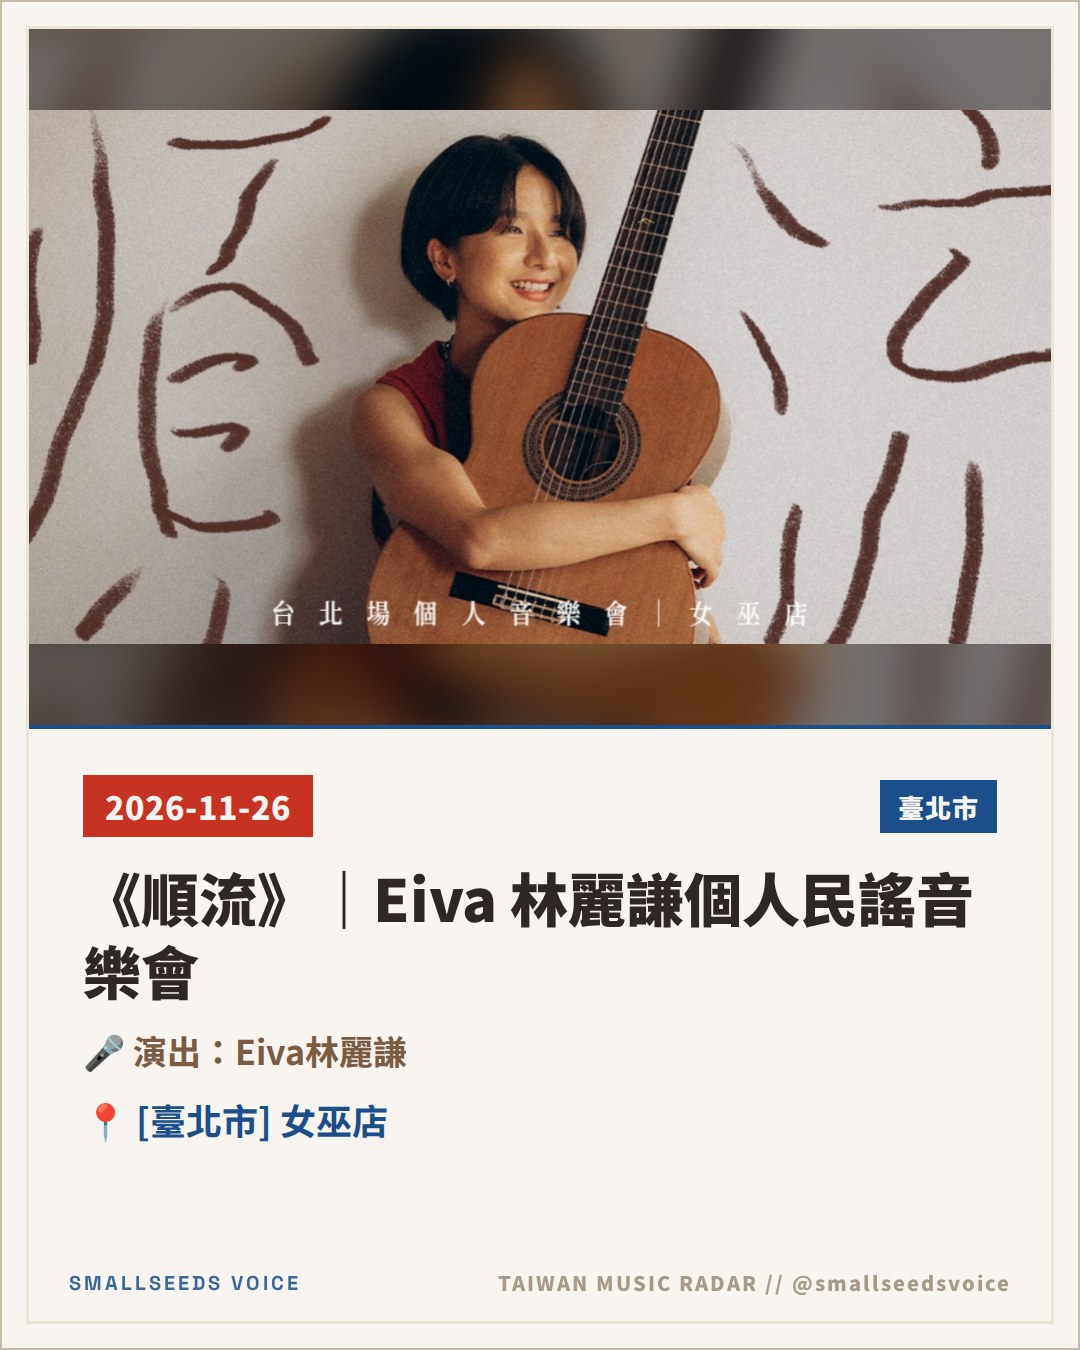 順流
台北場個人音樂會｜女巫店
2026-11-26
臺北市
《順流》｜Eiva 林麗謙個人民謠音
樂會
🎤 演出：Eiva林麗謙
📍 [臺北市] 女巫店
SMALLSEEDS VOICE
TAIWAN MUSIC RADAR // @smallseedsvoice